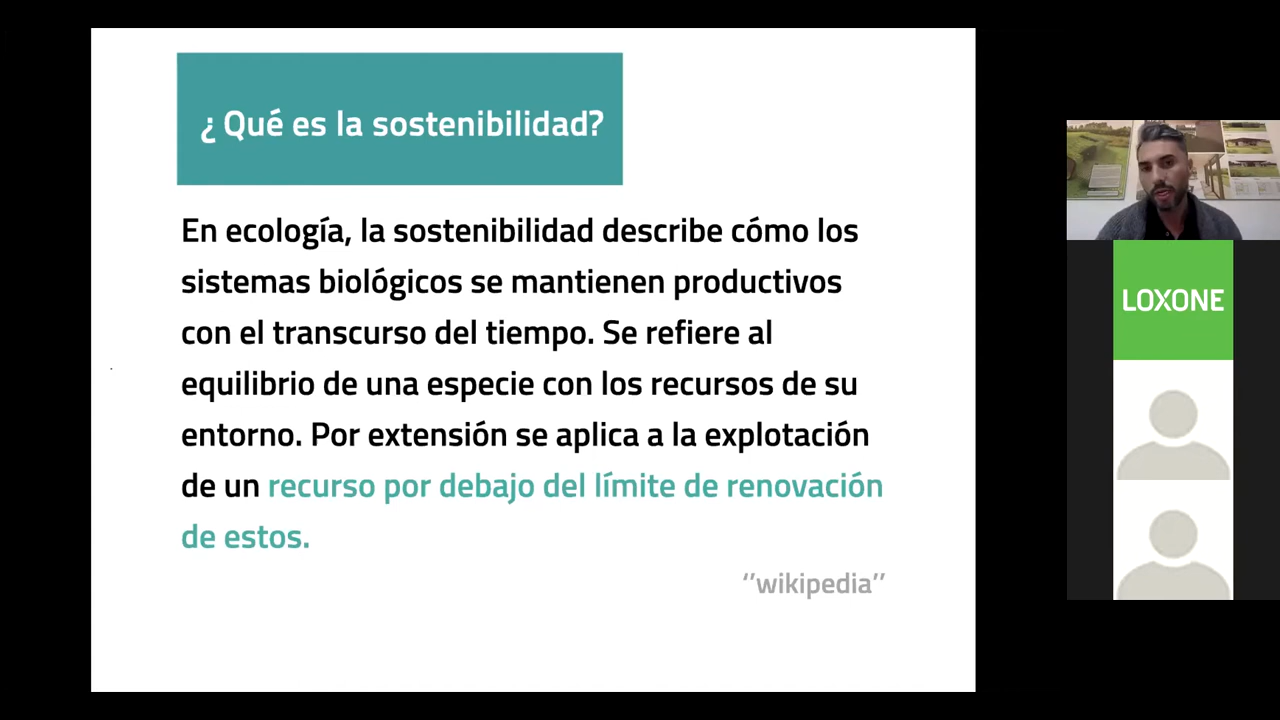 ¿ Qué es la sostenibilidad?
En ecología, la sostenibilidad describe cómo los
sistemas biológicos se mantienen productivos
con el transcurso del tiempo. Se refiere al
equilibrio de una especie con los recursos de su
entorno. Por extensión se aplica a la explotación
de un recurso por debajo del límite de renovación
de estos.
‘’wikipedia’’
LOXONE